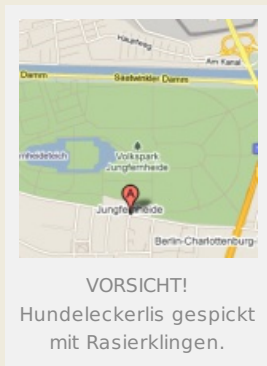 Hauptweg
Am Kanal
Damm
Saatwinkler Damm
mheideteich
Volkspark
Jungfernheide
A
Jungfernheide
Berlin-Charlottenburg-
VORSICHT!
Hundeleckerlis gespickt
mit Rasierklingen.